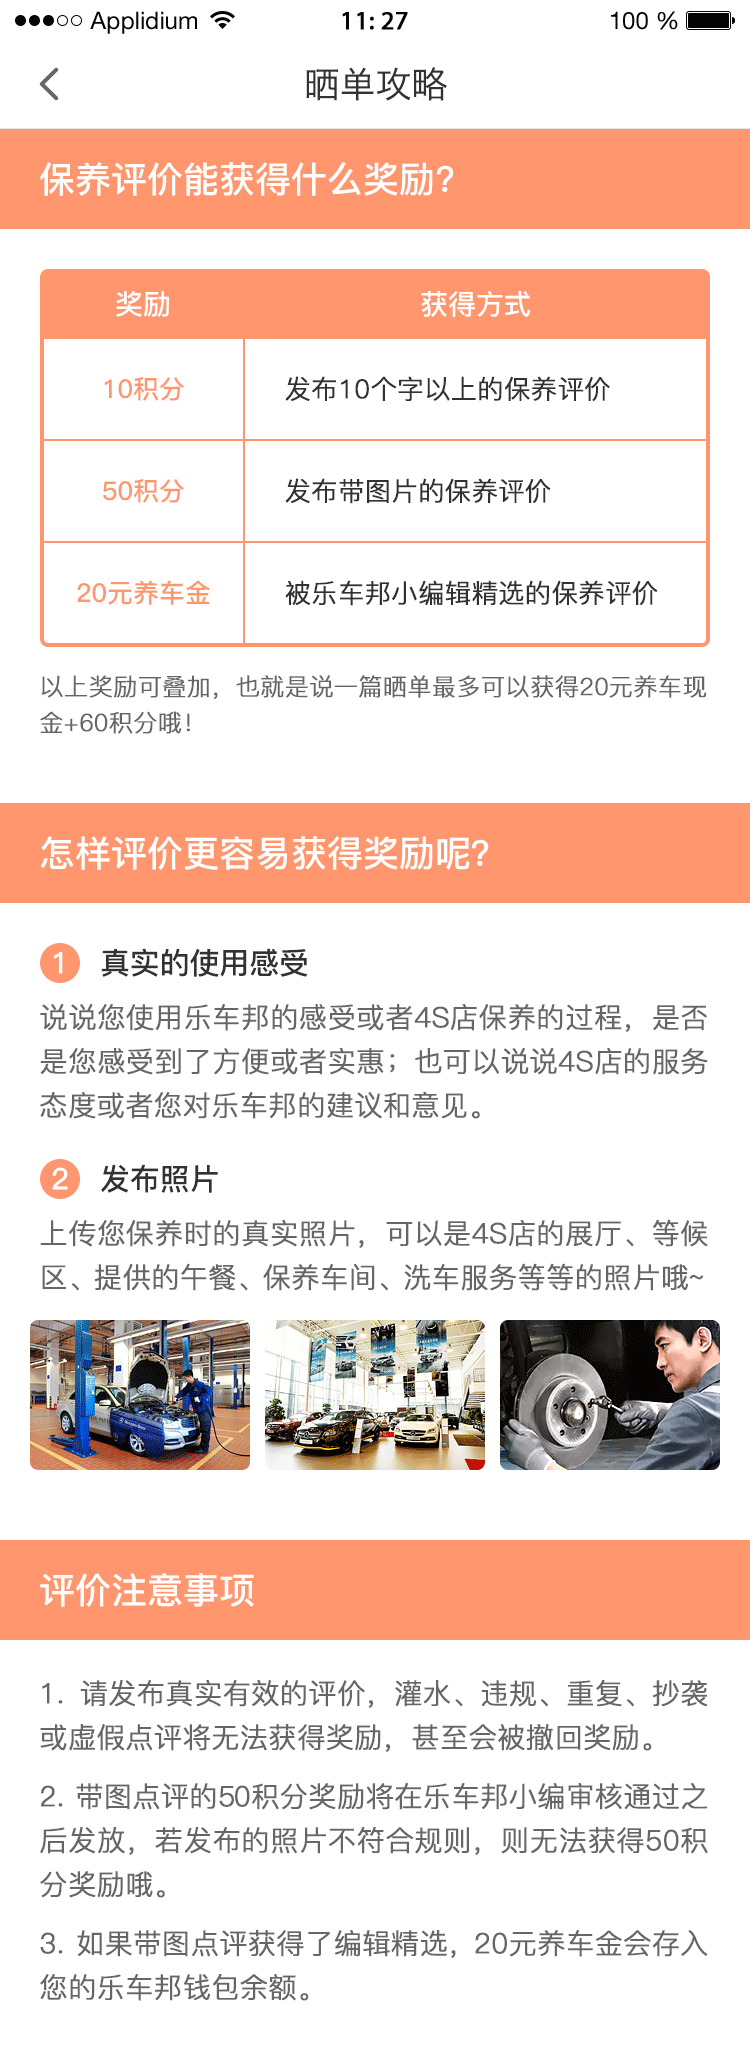 Applidium 11:27 100 %
晒单攻略
保养评价能获得什么奖励?
奖励 获得方式
10积分 发布10个字以上的保养评价
50积分 发布带图片的保养评价
20元养车金 被乐车邦小编辑精选的保养评价
以上奖励可叠加，也就是说一篇晒单最多可以获得20元养车现
金+60积分哦！
怎样评价更容易获得奖励呢?
1 真实的使用感受
说说您使用乐车邦的感受或者4S店保养的过程，是否
是您感受到了方便或者实惠；也可以说说4S店的服务
态度或者您对乐车邦的建议和意见。
2 发布照片
上传您保养时的真实照片，可以是4S店的展厅、等候
区、提供的午餐、保养车间、洗车服务等等的照片哦~
评价注意事项
1. 请发布真实有效的评价，灌水、违规、重复、抄袭
或虚假点评将无法获得奖励，甚至会被撤回奖励。
2. 带图点评的50积分奖励将在乐车邦小编审核通过之
后发放，若发布的照片不符合规则，则无法获得50积
分奖励哦。
3. 如果带图点评获得了编辑精选，20元养车金会存入
您的乐车邦钱包余额。